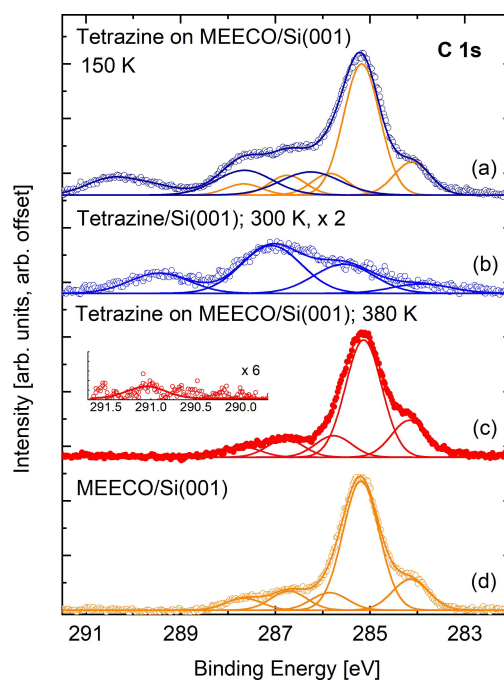 Tetrazine on MEECO/Si(001)
C 1s
150 K
(a)
Tetrazine/Si(001); 300 K, x 2
(b)
Tetrazine on MEECO/Si(001); 380 K
x 6
291.5 291.0 290.5 290.0
(c)
MEECO/Si(001)
(d)
291 289 287 285 283
Binding Energy [eV]
Intensity [arb. units, arb. offset]